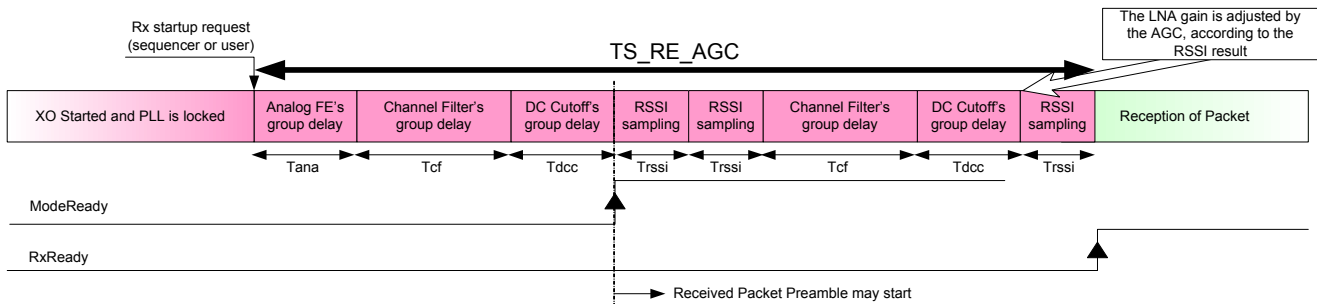 Rx startup request
(sequencer or user)
TS_RE_AGC
The LNA gain is adjusted by
the AGC, according to the
RSSI result
XO Started and PLL is locked
Analog FE's
group delay
Channel Filter's
group delay
DC Cutoff's
group delay
RSSI
sampling
RSSI
sampling
Channel Filter's
group delay
DC Cutoff's
group delay
RSSI
sampling
Reception of Packet
Tana
Tcf
Tdcc
Trssi
Trssi
Tcf
Tdcc
Trssi
ModeReady
RxReady
Received Packet Preamble may start